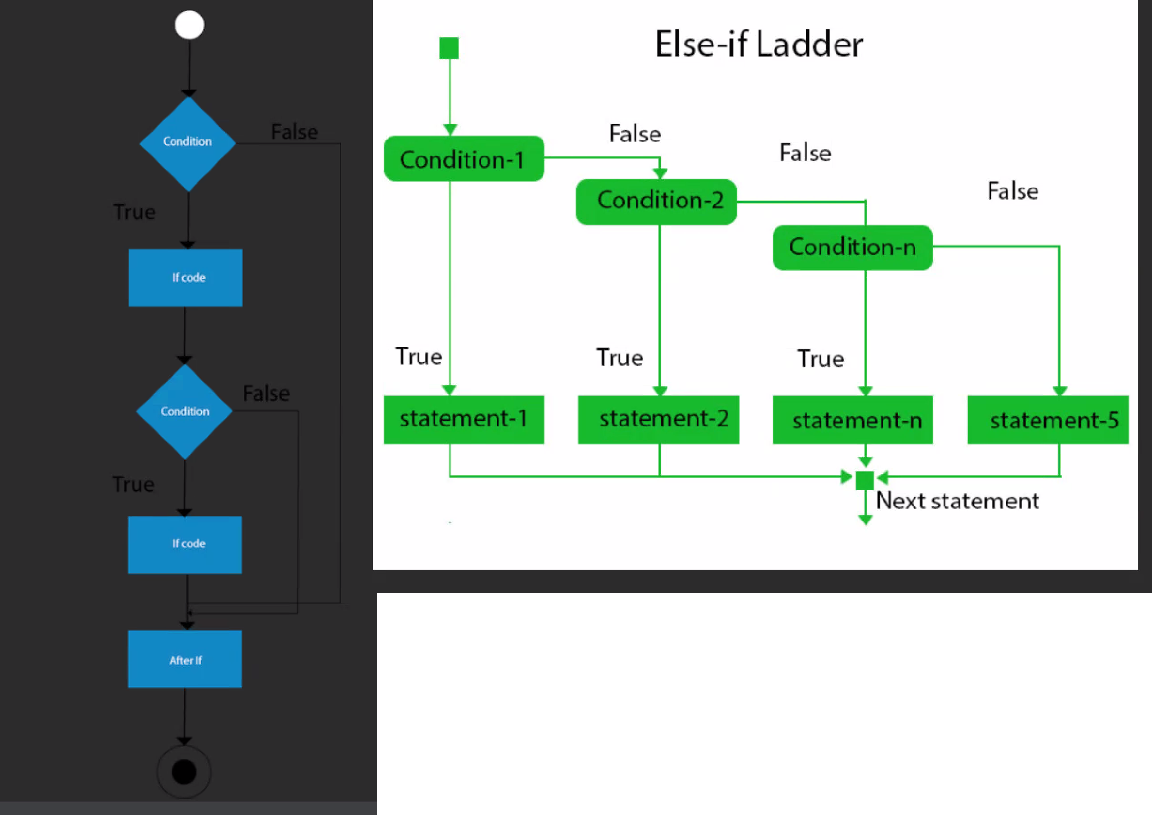 Condition
False
True
If code
Condition
False
True
If code
After If
Else-if Ladder
Condition-1
False
Condition-2
False
Condition-n
False
True
True
True
statement-1
statement-2
statement-n
statement-5
Next statement